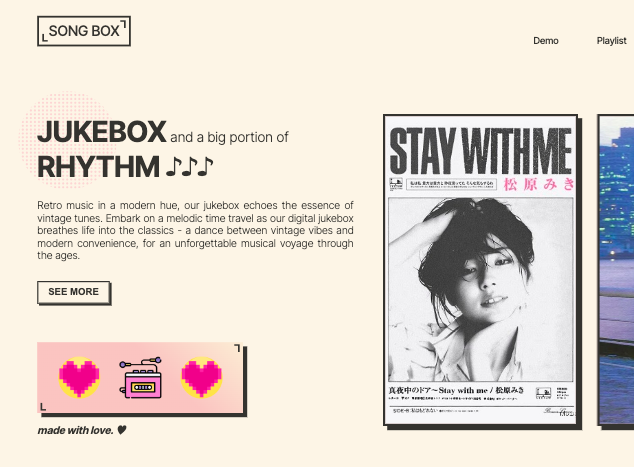 SONG BOX
Demo Playlist
JUKEBOX and a big portion of
RHYTHM ♪♪♪
Retro music in a modern hue, our jukebox echoes the essence of
vintage tunes. Embark on a melodic time travel as our digital jukebox
breathes life into the classics - a dance between vintage vibes and
modern convenience, for an unforgettable musical voyage through
the ages.
SEE MORE
made with love. ♥
STAY WITH ME
松原みき
真夜中のドア〜Stay with me / 松原みき
SIDE-B